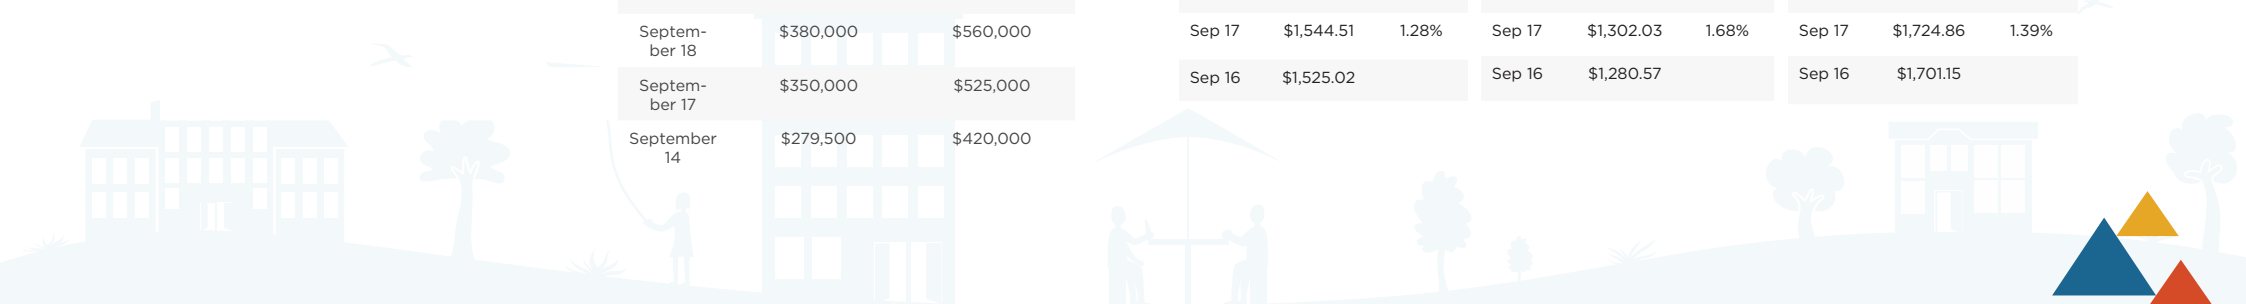 Septem-
ber 18 $380,000 $560,000
Septem-
ber 17 $350,000 $525,000
September
14 $279,500 $420,000
Sep 17 $1,544.51 1.28%
Sep 16 $1,525.02
Sep 17 $1,302.03 1.68%
Sep 16 $1,280.57
Sep 17 $1,724.86 1.39%
Sep 16 $1,701.15